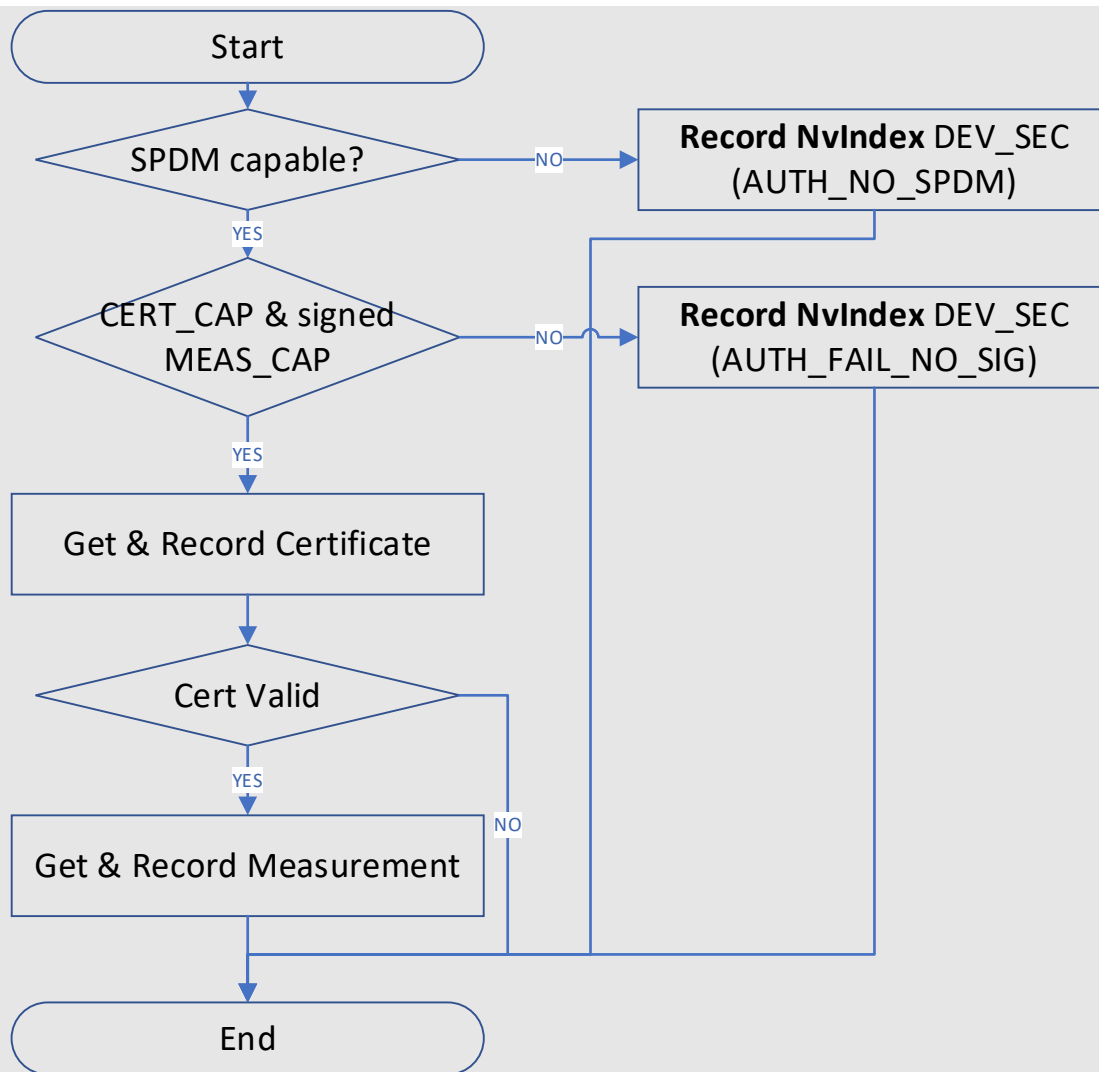 Start
SPDM capable?
NO
Record NvIndex DEV_SEC
(AUTH_NO_SPDM)
YES
CERT_CAP & signed
MEAS_CAP
NO
Record NvIndex DEV_SEC
(AUTH_FAIL_NO_SIG)
YES
Get & Record Certificate
Cert Valid
YES
NO
Get & Record Measurement
End